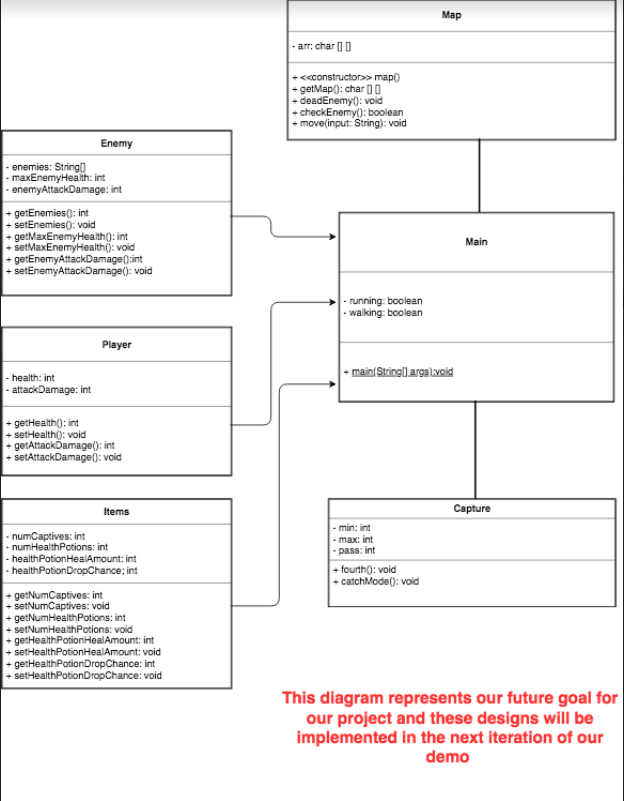 Map
- arr: char [] []
+ <<constructor>> map()
+ getMap(): char [] []
+ deadEnemy(): void
+ checkEnemy(): boolean
+ move(input: String): void
Enemy
- enemies: String[]
- maxEnemyHealth: int
- enemyAttackDamage: int
+ getEnemies(): int
+ setEnemies(): void
+ getMaxEnemyHealth(): int
+ setMaxEnemyHealth(): void
+ getEnemyAttackDamage():int
+ setEnemyAttackDamage(): void
Main
- running: boolean
- walking: boolean
+ main(String[] args):void
Player
- health: int
- attackDamage: int
+ getHealth(): int
+ setHealth(): void
+ getAttackDamage(): int
+ setAttackDamage(): void
Items
- numCaptives: int
- numHealthPotions: int
- healthPotionHealAmount: int
- healthPotionDropChance; int
+ getNumCaptives: int
+ setNumCaptives: void
+ getNumHealthPotions: int
+ setNumHealthPotions: void
+ getHealthPotionHealAmount: int
+ setHealthPotionHealAmount: void
+ getHealthPotionDropChance: int
+ setHealthPotionDropChance: void
Capture
- min: int
- max: int
- pass: int
+ fourth(): void
+ catchMode(): void
This diagram represents our future goal for
our project and these designs will be
implemented in the next iteration of our
demo